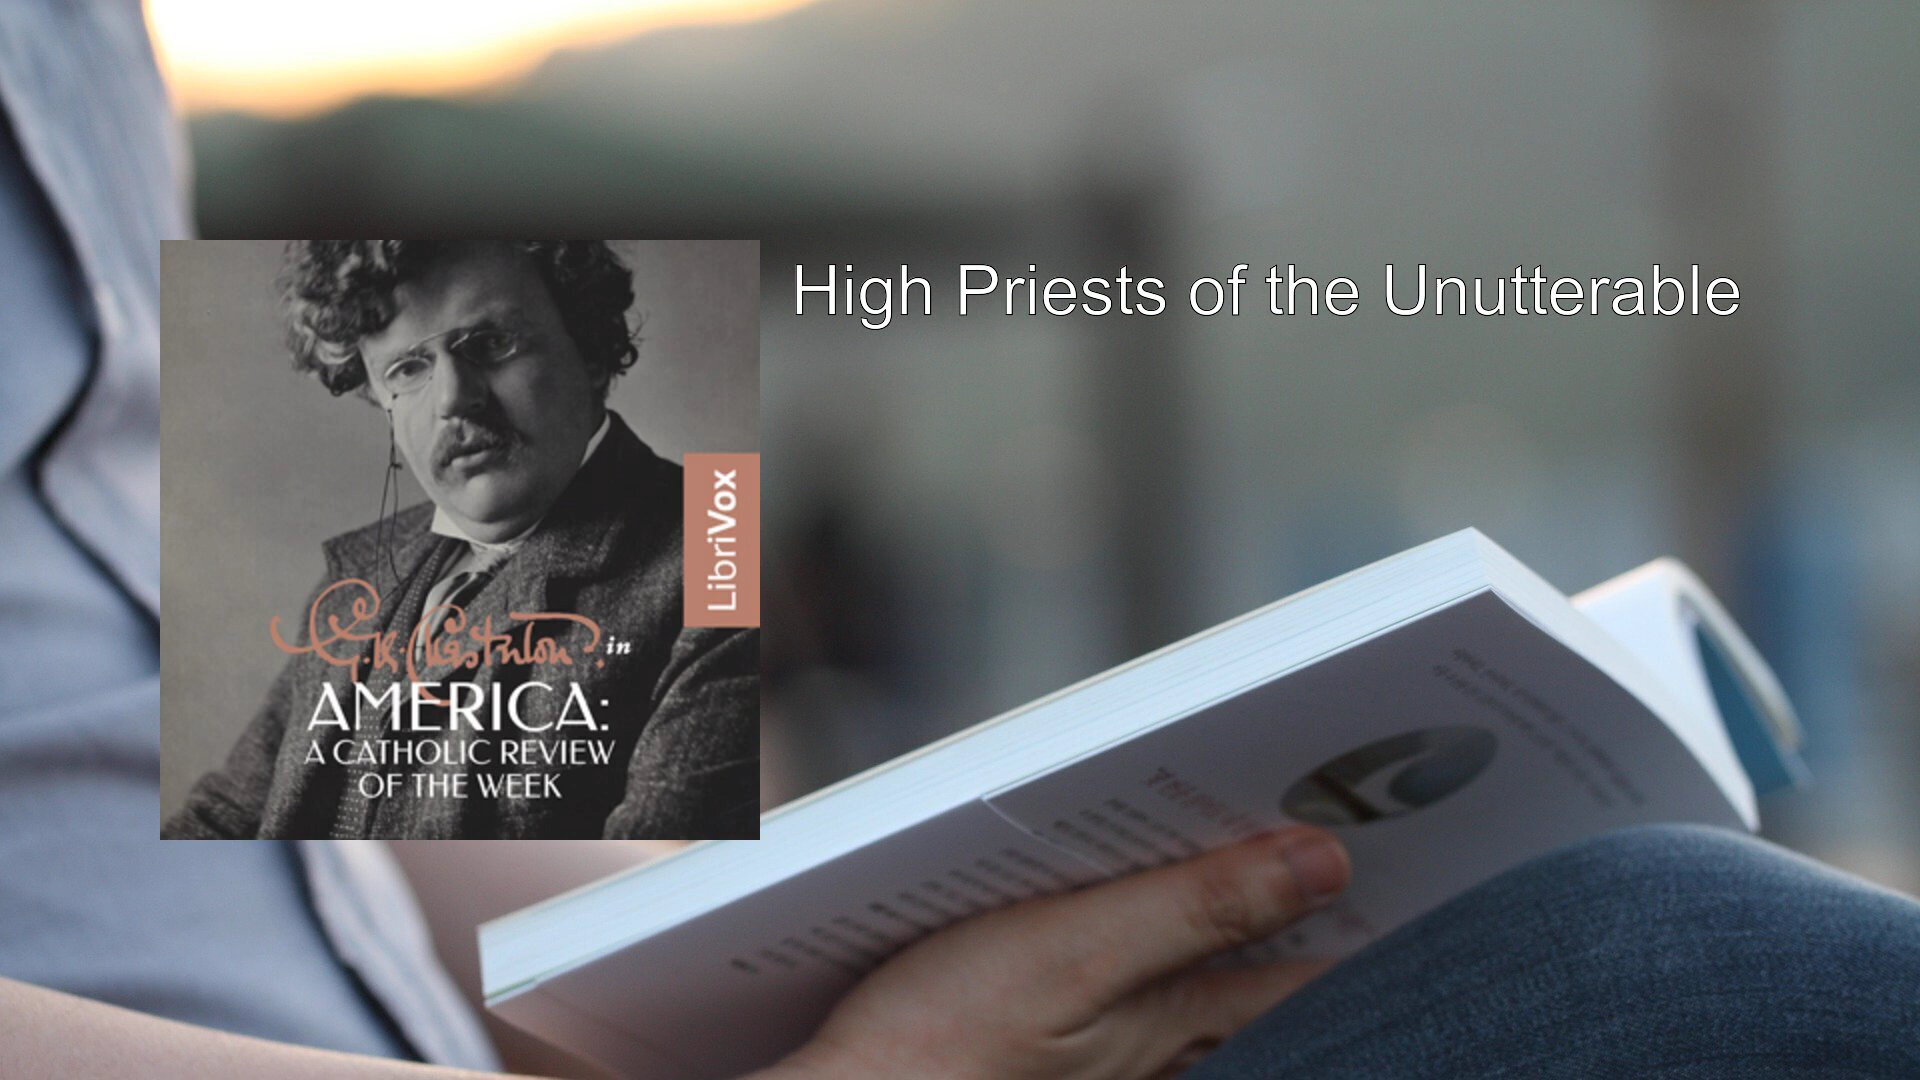 High Priests of the Unutterable
LibriVox
G.K. Chesterton. in
AMERICA:
A CATHOLIC REVIEW
OF THE WEEK